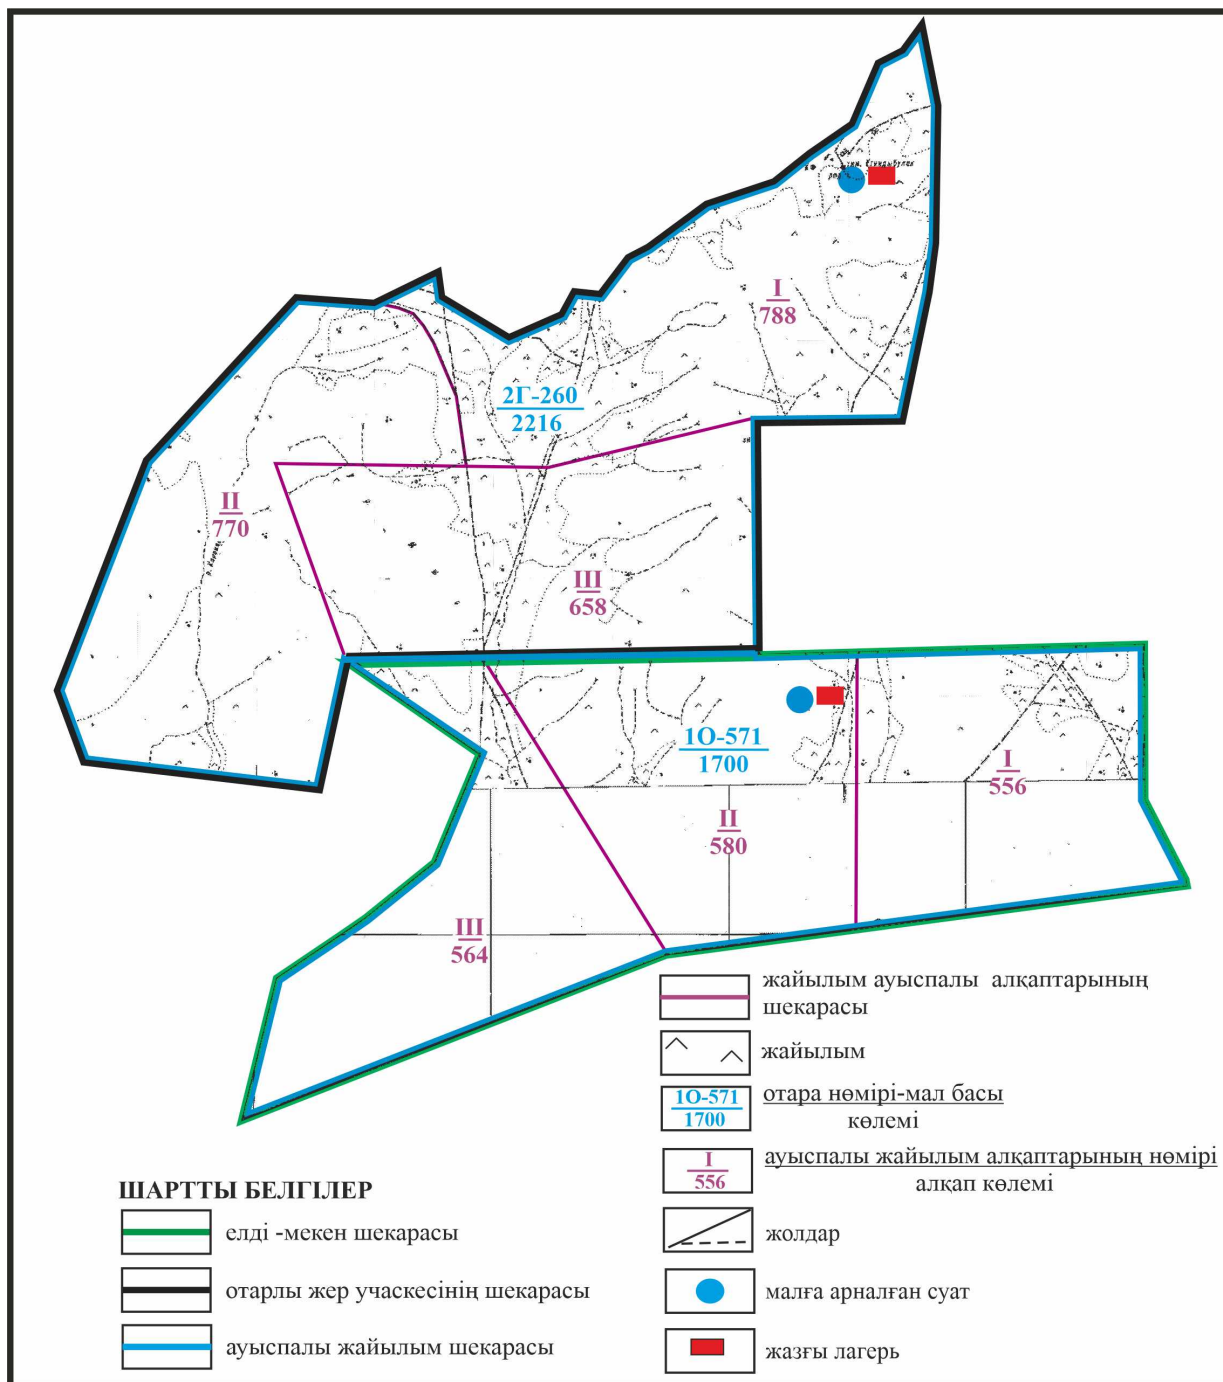 I
788
2Г-260
2216
II
770
III
658
1О-571
1700
I
556
II
580
III
564
жайылым ауыспалы алқаптарының
шекарасы
жайылым
1О-571
1700
отара нөмірі-мал басы
көлемі
I
556
ауыспалы жайылым алқаптарының нөмірі
алқап көлемі
жолдар
малға арналған суат
жазғы лагерь
ШАРТТЫ БЕЛГІЛЕР
елді -мекен шекарасы
отарлы жер учаскесінің шекарасы
ауыспалы жайылым шекарасы